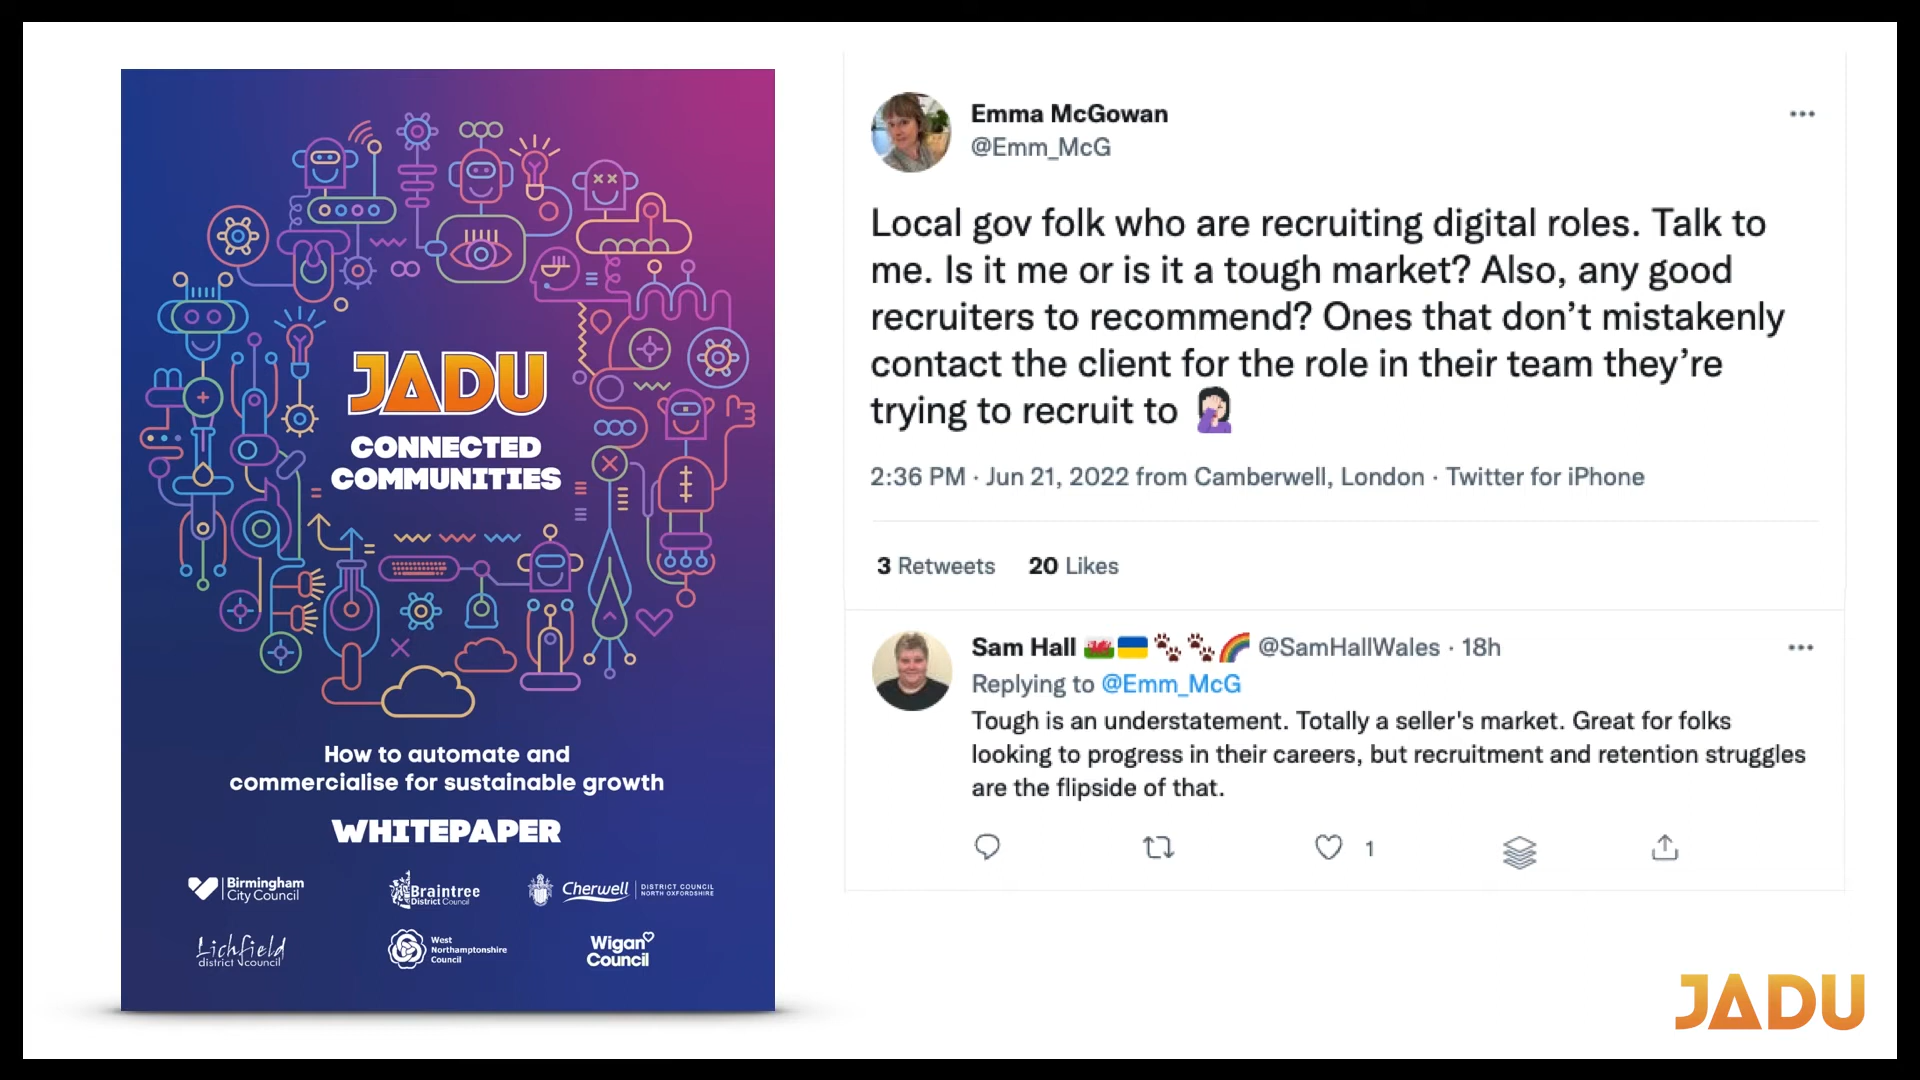 JADU
CONNECTED
COMMUNITIES
How to automate and
commercialise for sustainable growth
WHITEPAPER
Birmingham
City Council
Braintree
District Council
Cherwell
DISTRICT COUNCIL
NORTH OXFORDSHIRE
Lichfield
district council
West
Northamptonshire
Council
Wigan
Council
Emma McGowan
@Emm_McG
Local gov folk who are recruiting digital roles. Talk to
me. Is it me or is it a tough market? Also, any good
recruiters to recommend? Ones that don’t mistakenly
contact the client for the role in their team they’re
trying to recruit to 🤦🏻‍♀️
2:36 PM · Jun 21, 2022 from Camberwell, London · Twitter for iPhone
3 Retweets 20 Likes
Sam Hall 🏴󠁧󠁢󠁷󠁬󠁳󠁿🇺🇦🐾🐾🌈 @SamHallWales · 18h
Replying to @Emm_McG
Tough is an understatement. Totally a seller's market. Great for folks
looking to progress in their careers, but recruitment and retention struggles
are the flipside of that.
1
JADU